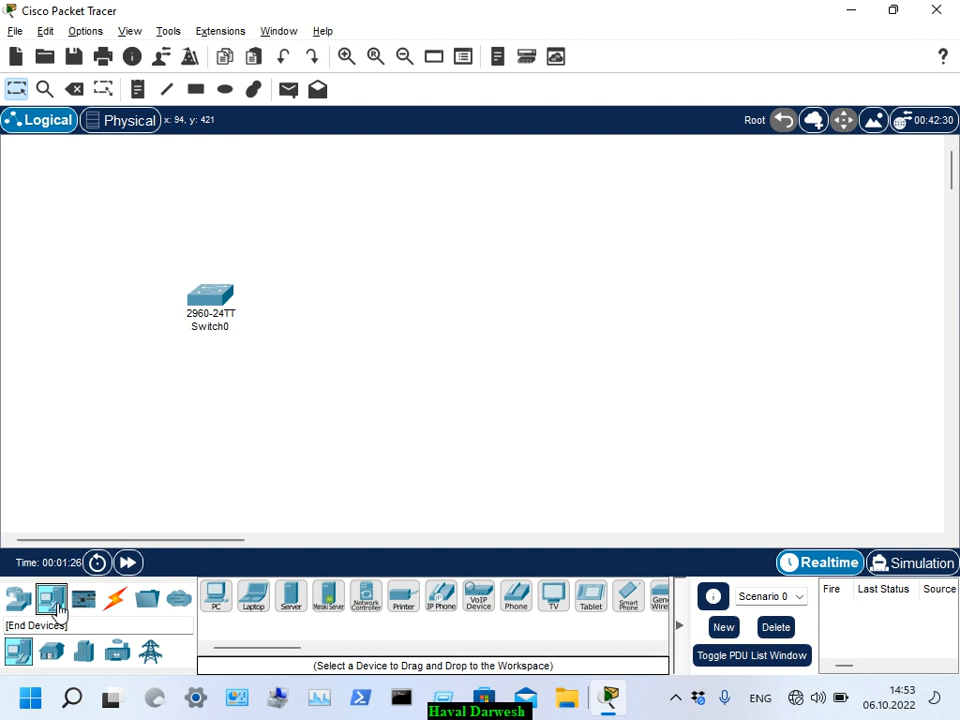 Cisco Packet Tracer
File Edit Options View Tools Extensions Window Help
Logical Physical x: 94, y: 421 Root 00:42:30
2960-24TT
Switch0
Time: 00:01:26 Realtime Simulation
PC Laptop Server Meraki Server Network Controller Printer IP Phone VoIP Device Phone TV Tablet Smart Phone
Scenario 0 Fire Last Status Source
[End Devices]
New Delete
Toggle PDU List Window
(Select a Device to Drag and Drop to the Workspace)
ENG 14:53
06.10.2022
Haval Darwesh